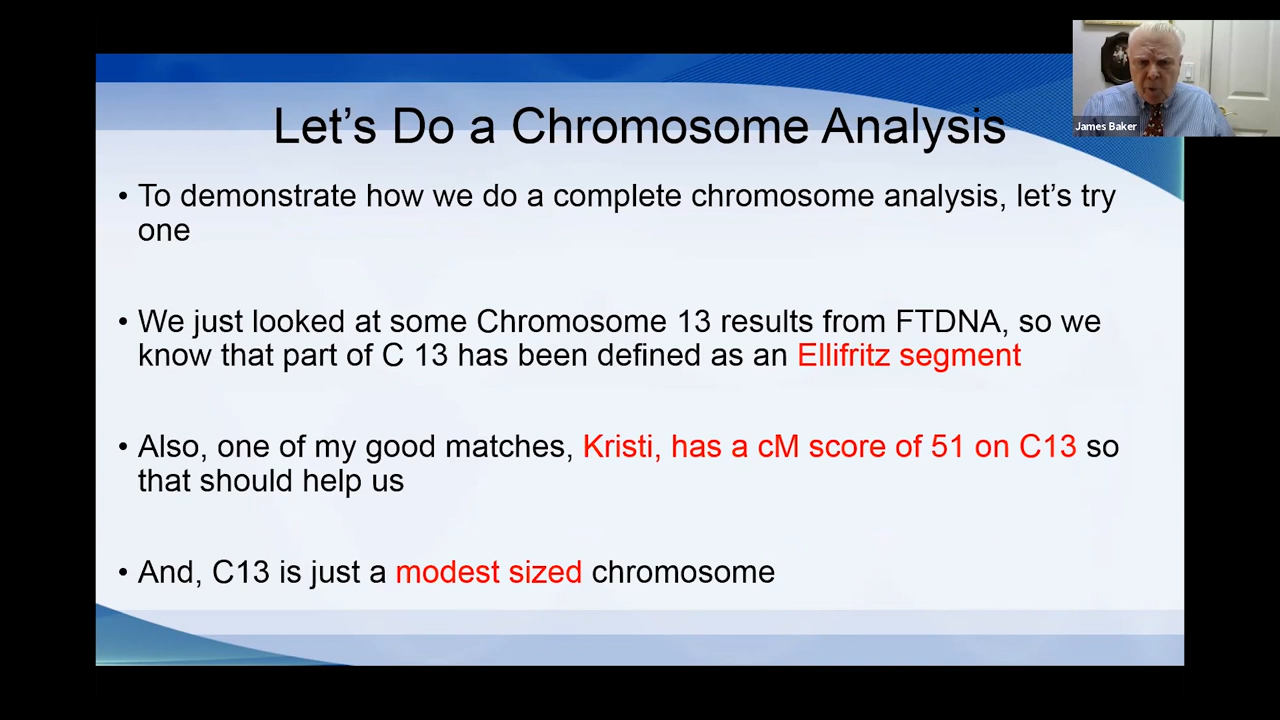 Let's Do a Chromosome Analysis
James Baker
• To demonstrate how we do a complete chromosome analysis, let's try
one
• We just looked at some Chromosome 13 results from FTDNA, so we
know that part of C 13 has been defined as an Ellifritz segment
• Also, one of my good matches, Kristi, has a cM score of 51 on C13 so
that should help us
• And, C13 is just a modest sized chromosome